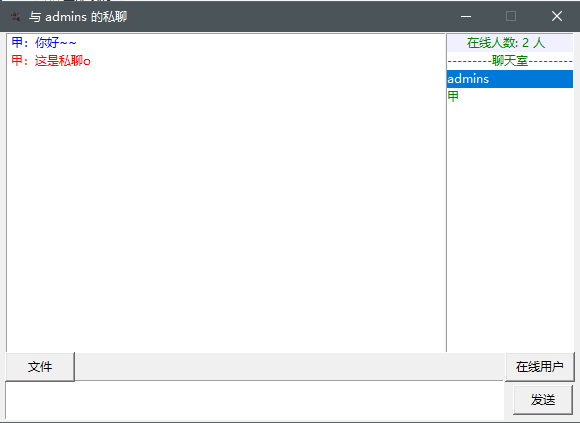 与 admins 的私聊
甲：你好~~
甲：这是私聊o
在线人数: 2 人
--------聊天室--------
admins
甲
文件
在线用户
发送